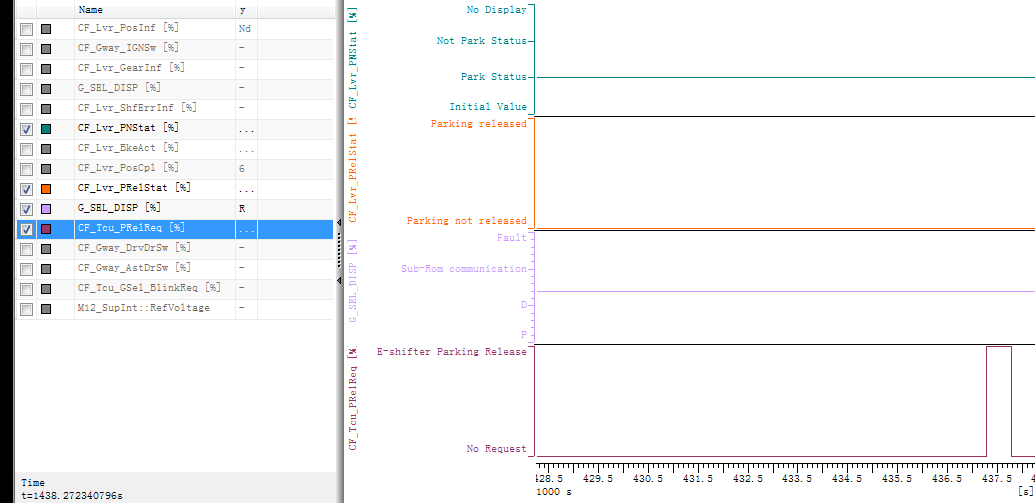 Name y
CF_Lvr_PosInf [%] Nd
CF_Gway_IGNSw [%] -
CF_Lvr_GearInf [%] -
G_SEL_DISP [%] -
CF_Lvr_ShfErrInf [%] -
CF_Lvr_PNStat [%] ...
CF_Lvr_BkeAct [%] ...
CF_Lvr_PosCpl [%] 6
CF_Lvr_PRelStat [%] ...
G_SEL_DISP [%] R
CF_Tcu_PRelReq [%] ...
CF_Gway_DrvDrSw [%] -
CF_Gway_AstDrSw [%] -
CF_Tcu_GSel_BlinkReq [%] -
M12_SupInt::RefVoltage -
Time
t=1438.272340796s
CF_Lvr_PNStat [%]
No Display
Not Park Status
Park Status
Initial Value
CF_Lvr_PRelStat [%
Parking released
Parking not released
G_SEL_DISP [%]
Fault
Sub-Rom communication
D
P
CF_Tcu_PRelReq [%
E-shifter Parking Release
No Request
428.5 429.5 430.5 431.5 432.5 433.5 434.5 435.5 436.5 437.5
1000 s [s]